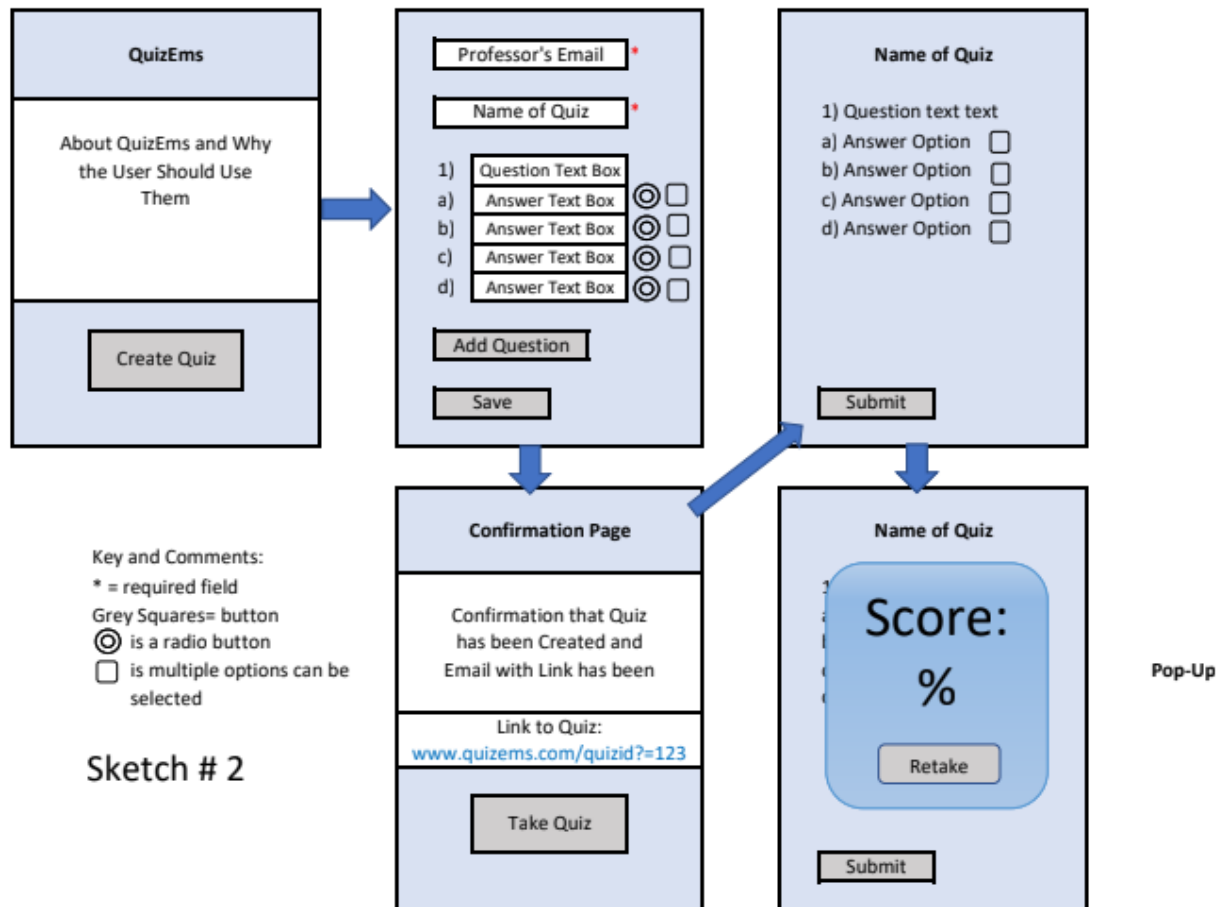 QuizEms
About QuizEms and Why
the User Should Use
Them
Create Quiz
Professor's Email *
Name of Quiz *
1) Question Text Box
a) Answer Text Box
b) Answer Text Box
c) Answer Text Box
d) Answer Text Box
Add Question
Save
Name of Quiz
1) Question text text
a) Answer Option
b) Answer Option
c) Answer Option
d) Answer Option
Submit
Key and Comments:
* = required field
Grey Squares= button
is a radio button
is multiple options can be
selected
Sketch # 2
Confirmation Page
Confirmation that Quiz
has been Created and
Email with Link has been
Link to Quiz:
www.quizems.com/quizid?=123
Take Quiz
Name of Quiz
Score:
%
Retake
Submit
Pop-Up